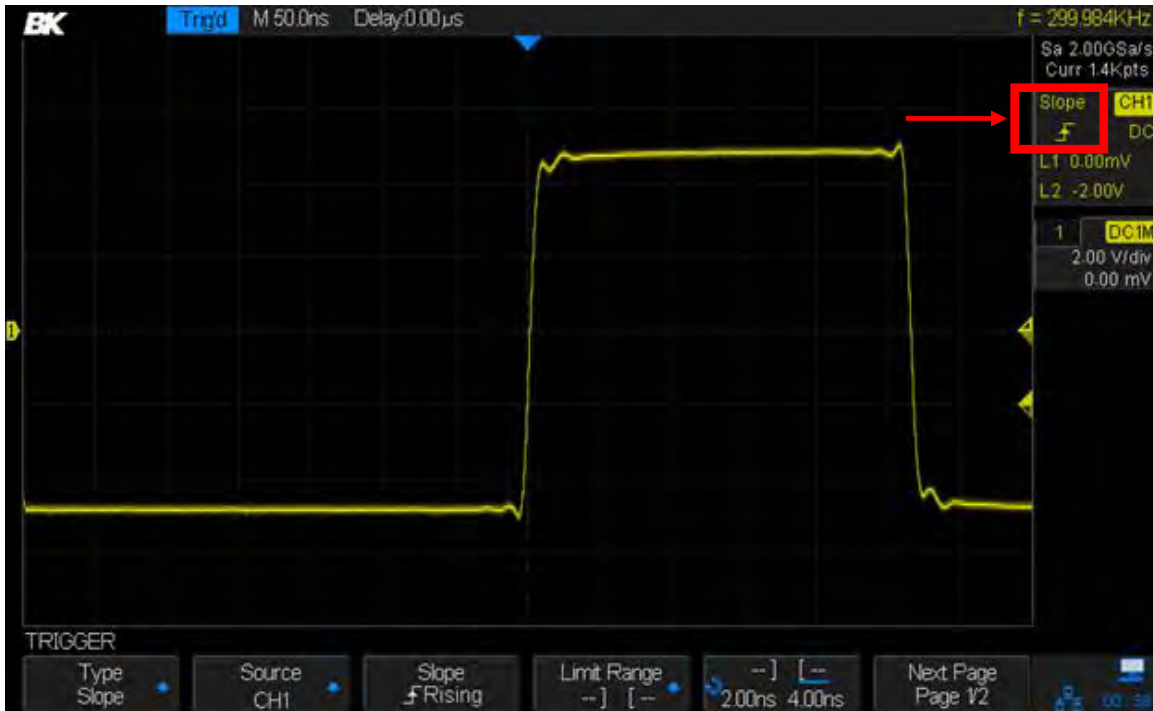 BK Trig'd M 50.0ns Delay:0.00µs f = 299.984KHz
Sa 2.00GSa/s
Curr 1.4Kpts
Slope CH1
DC
L1 0.00mV
L2 -2.00V
1 DC1M
2.00 V/div
0.00 mV
1
TRIGGER
Type Source Slope Limit Range --] [-- Next Page
Slope CH1 Rising --] [-- 2.00ns 4.00ns Page 1/2